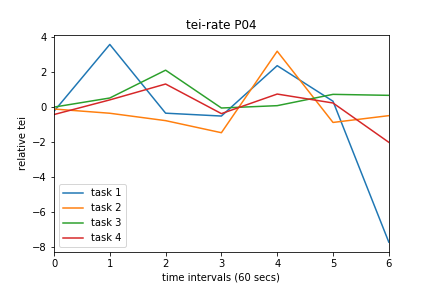 tei-rate P04
4
2
0
−2
−4
−6
−8
relative tei
task 1
task 2
task 3
task 4
0 1 2 3 4 5 6
time intervals (60 secs)